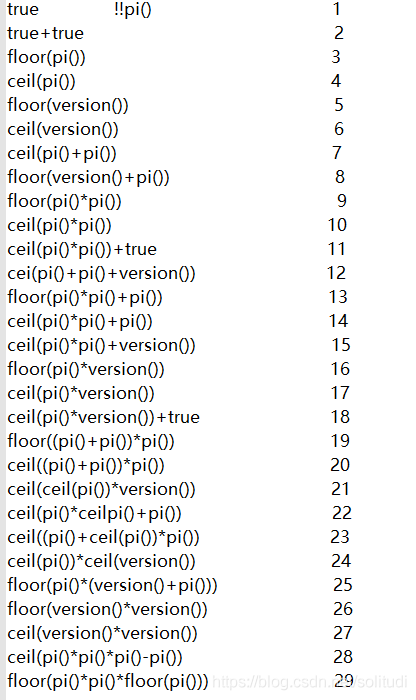 true !!pi() 1
true+true 2
floor(pi()) 3
ceil(pi()) 4
floor(version()) 5
ceil(version()) 6
ceil(pi()+pi()) 7
floor(version()+pi()) 8
floor(pi()*pi()) 9
ceil(pi()*pi()) 10
ceil(pi()*pi())+true 11
cei(pi()+pi()+version()) 12
floor(pi()*pi()+pi()) 13
ceil(pi()*pi()+pi()) 14
ceil(pi()*pi()+version()) 15
floor(pi()*version()) 16
ceil(pi()*version()) 17
ceil(pi()*version())+true 18
floor((pi()+pi())*pi()) 19
ceil((pi()+pi())*pi()) 20
ceil(ceil(pi())*version()) 21
ceil(pi()*ceilpi()+pi()) 22
ceil((pi()+ceil(pi())*pi()) 23
ceil(pi())*ceil(version()) 24
floor(pi()*(version()+pi())) 25
floor(version()*version()) 26
ceil(version()*version()) 27
ceil(pi()*pi()*pi()-pi()) 28
floor(pi()*pi()*floor(pi())) 29
https://blog.csdn.net/solitudi